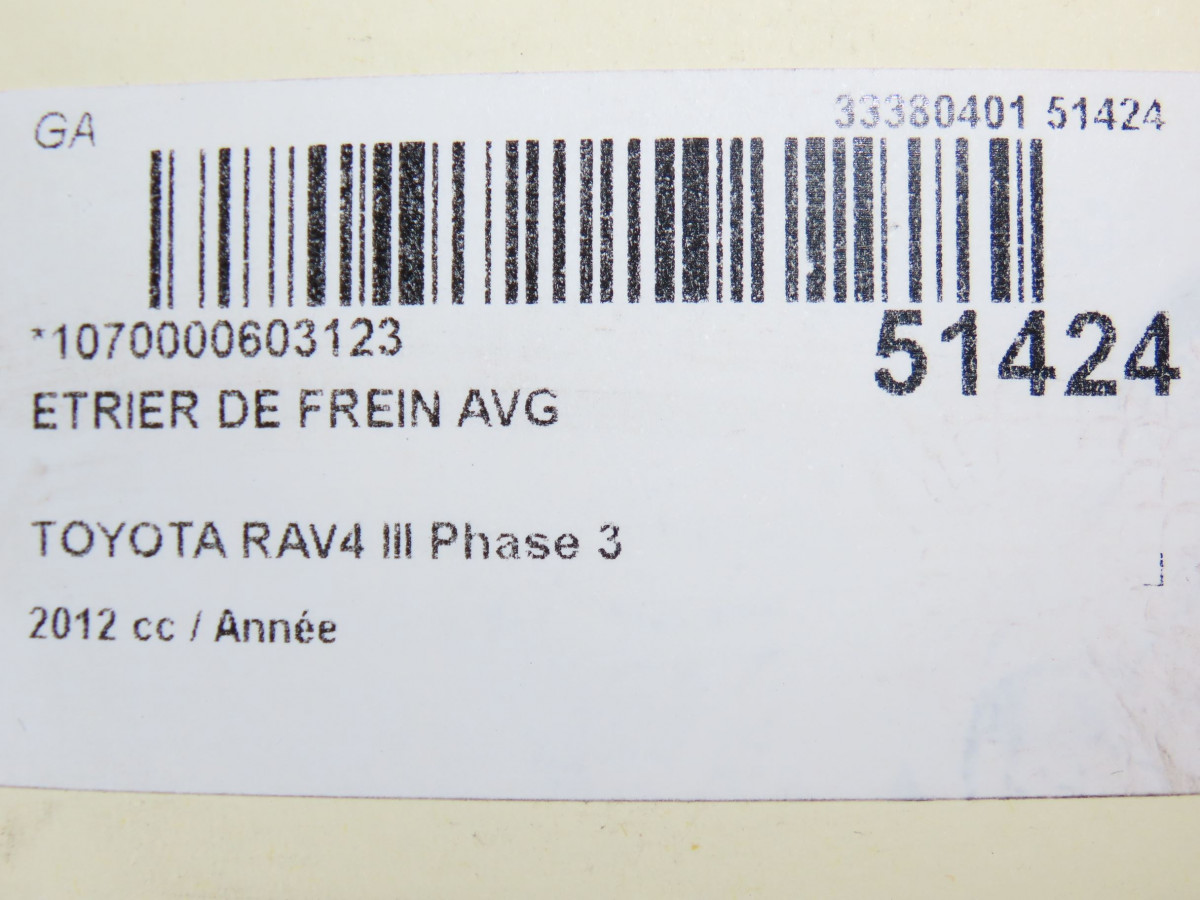 GA
33380401 51424
*1070000603123
51424
ETRIER DE FREIN AVG
TOYOTA RAV4 III Phase 3
2012 cc / Année